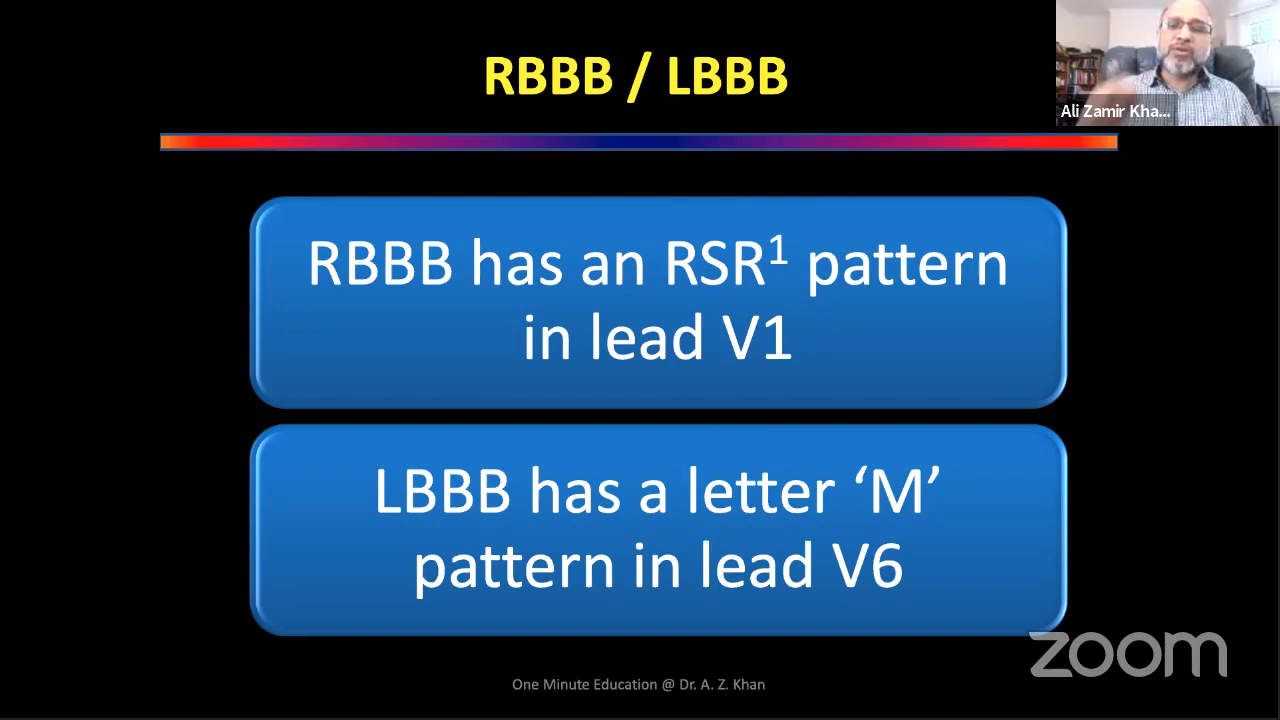 RBBB / LBBB
Ali Zamir Kha...
RBBB has an RSR¹ pattern
in lead V1
LBBB has a letter ‘M’
pattern in lead V6
zoom
One Minute Education @ Dr. A. Z. Khan